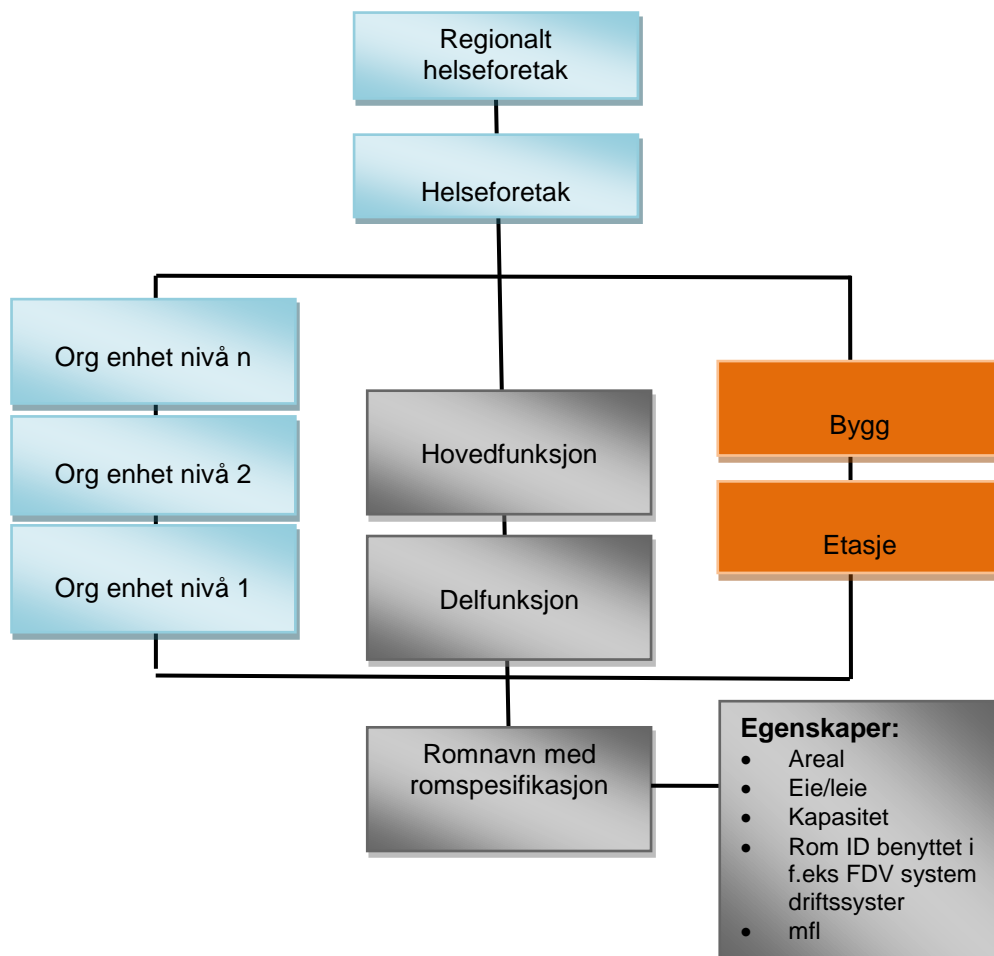 Regionalt
helseforetak
Helseforetak
Org enhet nivå n
Org enhet nivå 2
Org enhet nivå 1
Hovedfunksjon
Delfunksjon
Bygg
Etasje
Romnavn med
romspesifikasjon
Egenskaper:
• Areal
• Eie/leie
• Kapasitet
• Rom ID benyttet i
f.eks FDV system
driftssyster
• mfl